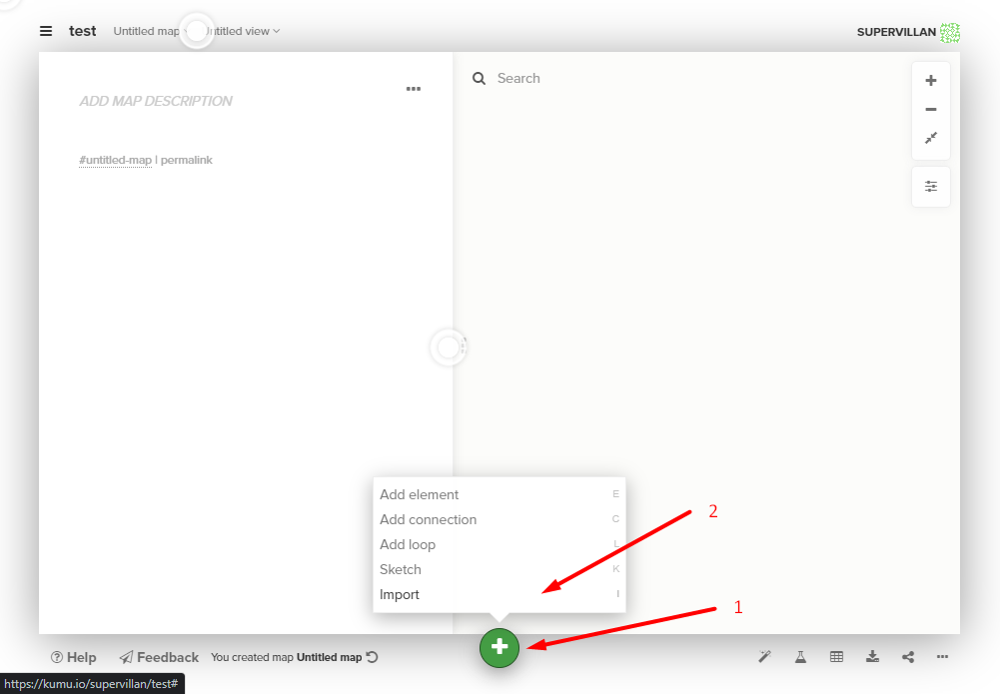 test Untitled map Untitled view SUPERVILLAN
Search
ADD MAP DESCRIPTION
#untitled-map | permalink
Add element E
Add connection C
Add loop L
Sketch K
Import I
2
1
Help Feedback You created map Untitled map
https://kumu.io/supervillan/test#